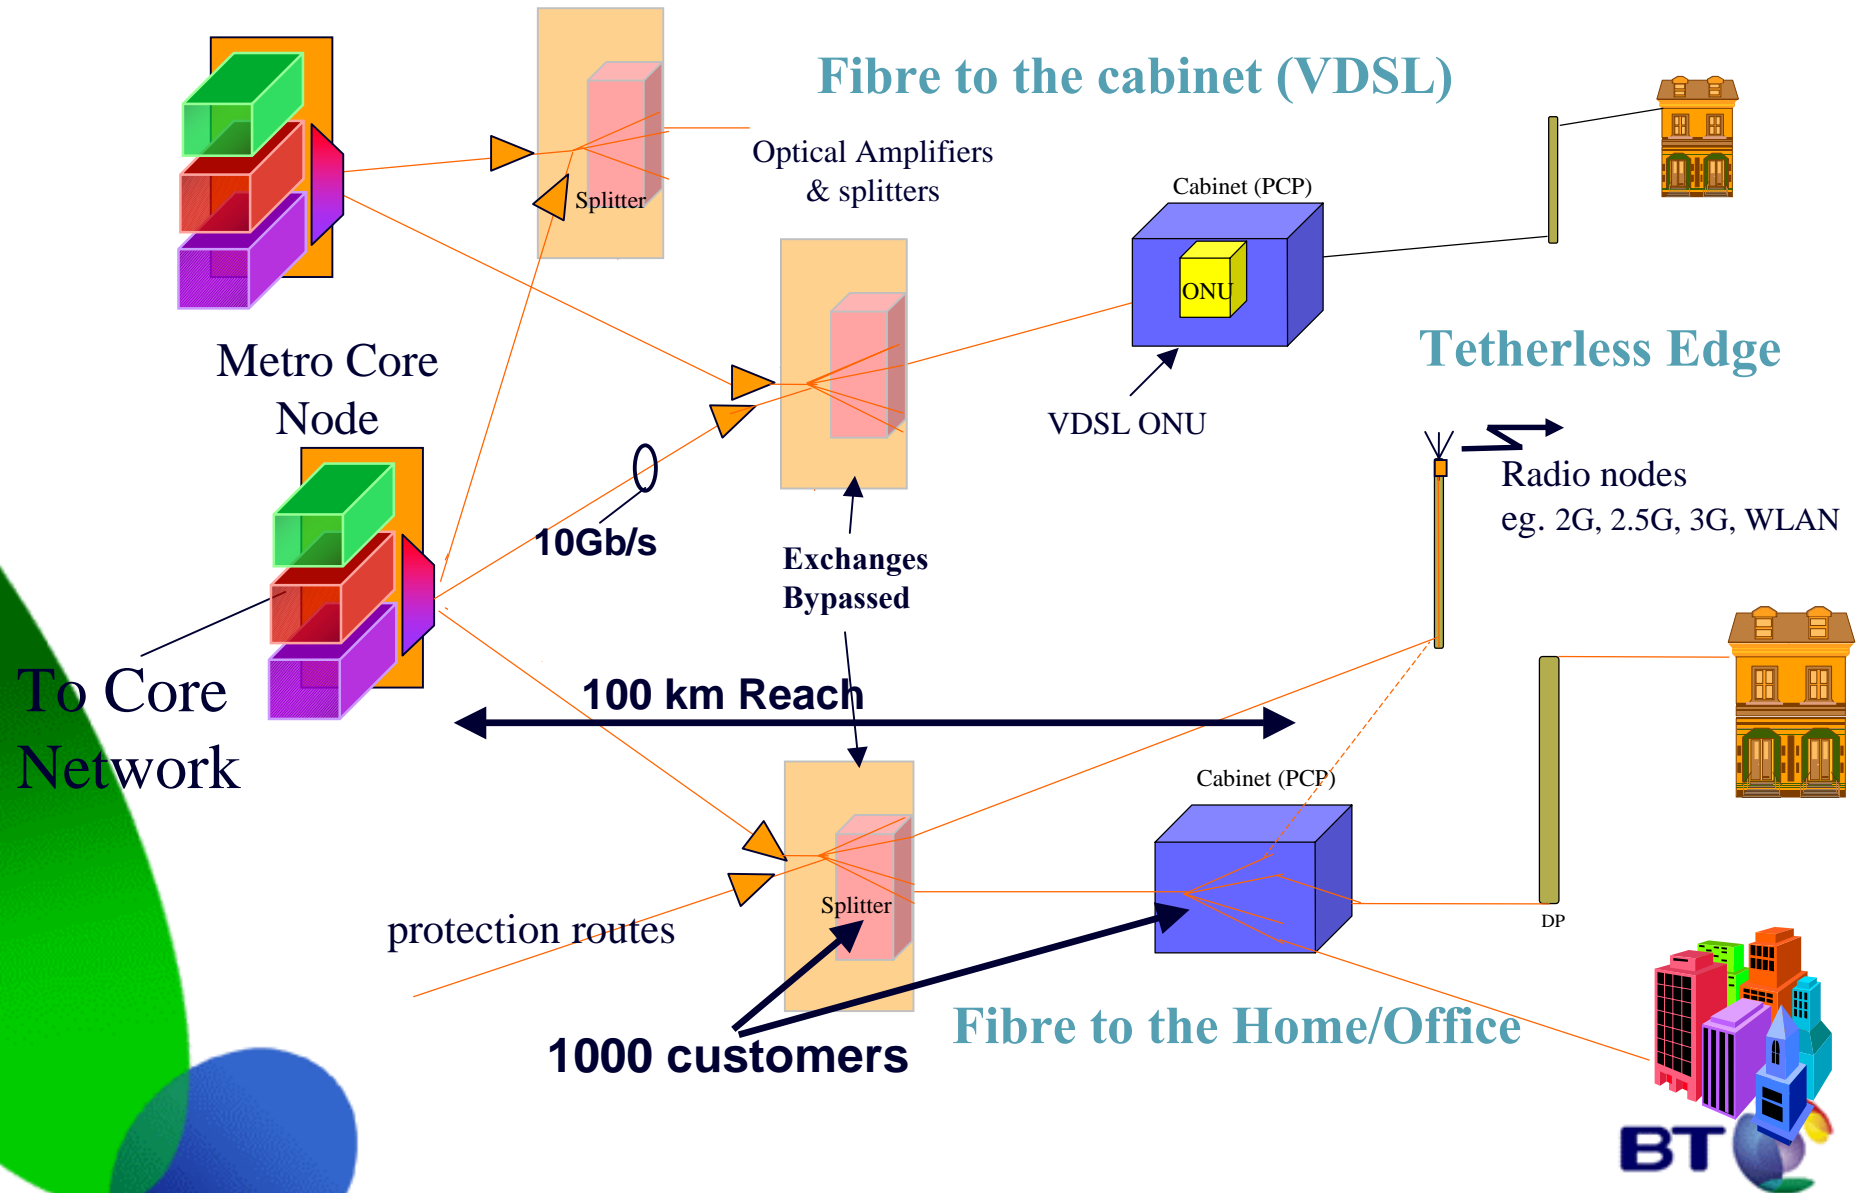 Fibre to the cabinet (VDSL)
Optical Amplifiers
& splitters
Splitter
Cabinet (PCP)
ONU
VDSL ONU
Metro Core
Node
Tetherless Edge
Radio nodes
eg. 2G, 2.5G, 3G, WLAN
10Gb/s
Exchanges
Bypassed
To Core
Network
100 km Reach
Cabinet (PCP)
Splitter
protection routes
DP
1000 customers
Fibre to the Home/Office
BT